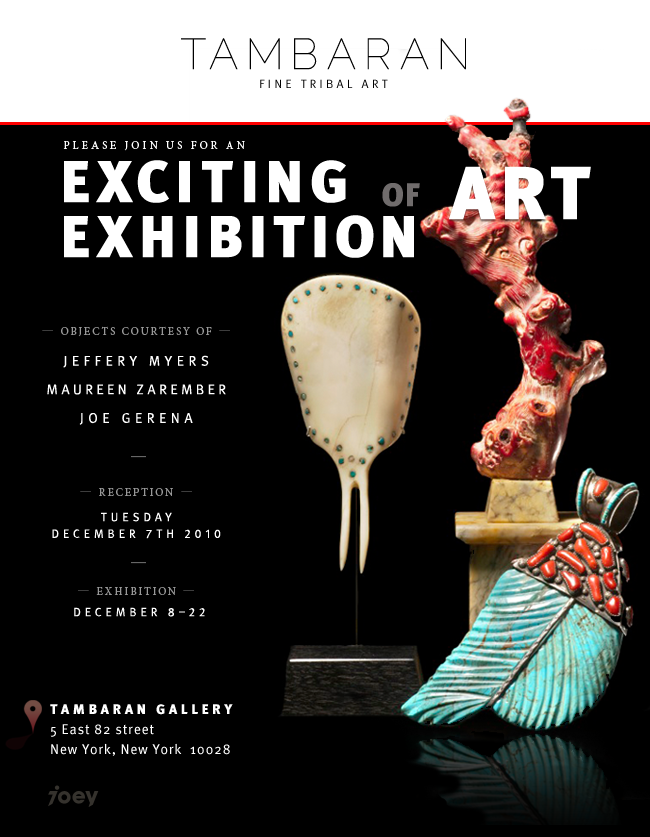 TAMBARAN
FINE TRIBAL ART
PLEASE JOIN US FOR AN
EXCITING
EXHIBITION OF ART
OBJECTS COURTESY OF
JEFFERY MYERS
MAUREEN ZAREMBER
JOE GERENA
RECEPTION
TUESDAY
DECEMBER 7TH 2010
EXHIBITION
DECEMBER 8–22
TAMBARAN GALLERY
5 East 82 street
New York, New York 10028
joey